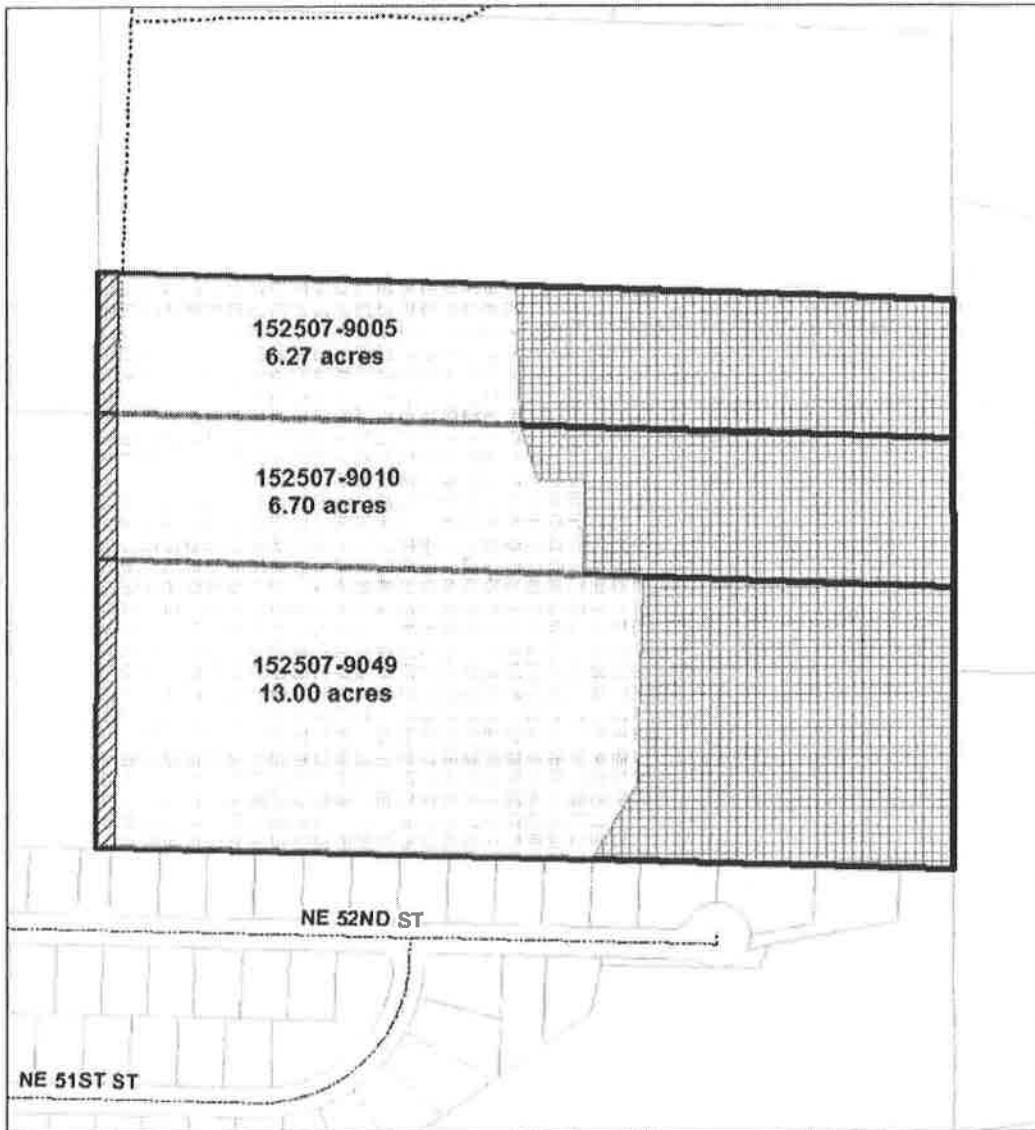 152507-9005
6.27 acres
152507-9010
6.70 acres
152507-9049
13.00 acres
NE 52ND ST
NE 51ST ST